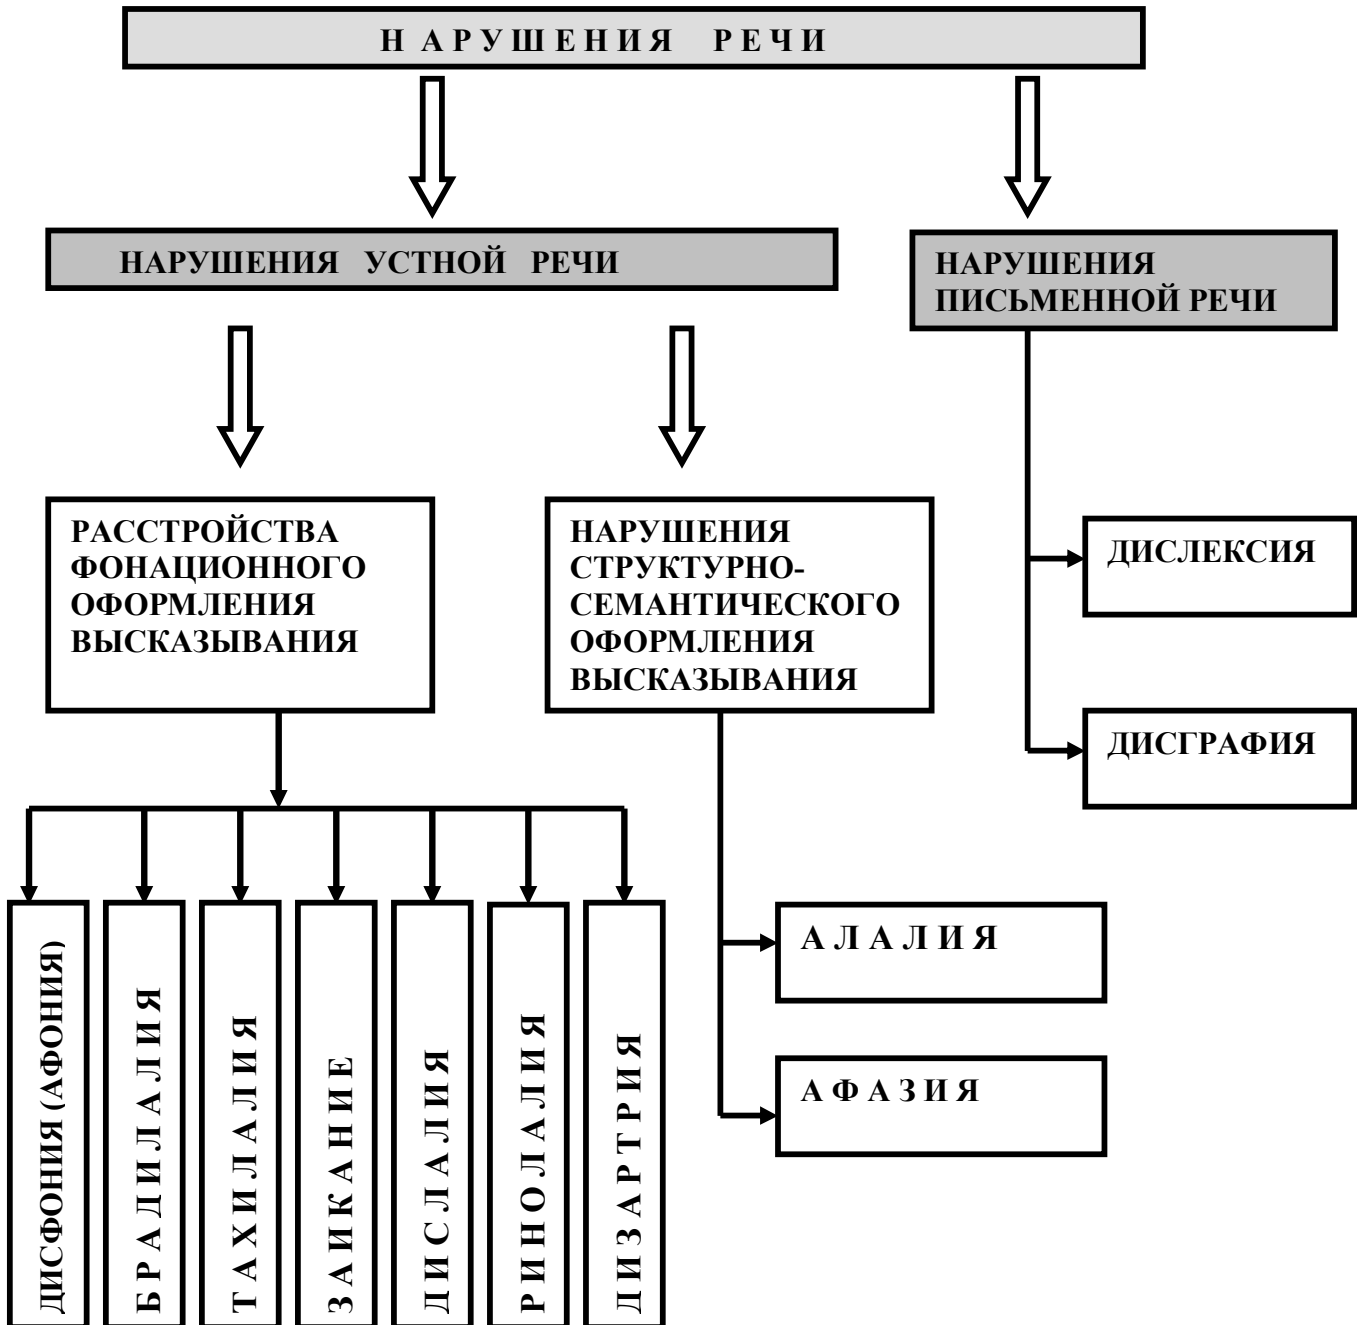 Н А Р У Ш Е Н И Я Р Е Ч И
НАРУШЕНИЯ УСТНОЙ РЕЧИ
НАРУШЕНИЯ
ПИСЬМЕННОЙ РЕЧИ
РАССТРОЙСТВА
ФОНАЦИОННОГО
ОФОРМЛЕНИЯ
ВЫСКАЗЫВАНИЯ
НАРУШЕНИЯ
СТРУКТУРНО-
СЕМАНТИЧЕСКОГО
ОФОРМЛЕНИЯ
ВЫСКАЗЫВАНИЯ
ДИСЛЕКСИЯ
ДИСГРАФИЯ
ДИСФОНИЯ (АФОНИЯ)
Б Р А Д И Л А Л И Я
Т А Х И Л А Л И Я
З А И К А Н И Е
Д И С Л А Л И Я
Р И Н О Л А Л И Я
Д И З А Р Т Р И Я
А Л А Л И Я
А Ф А З И Я